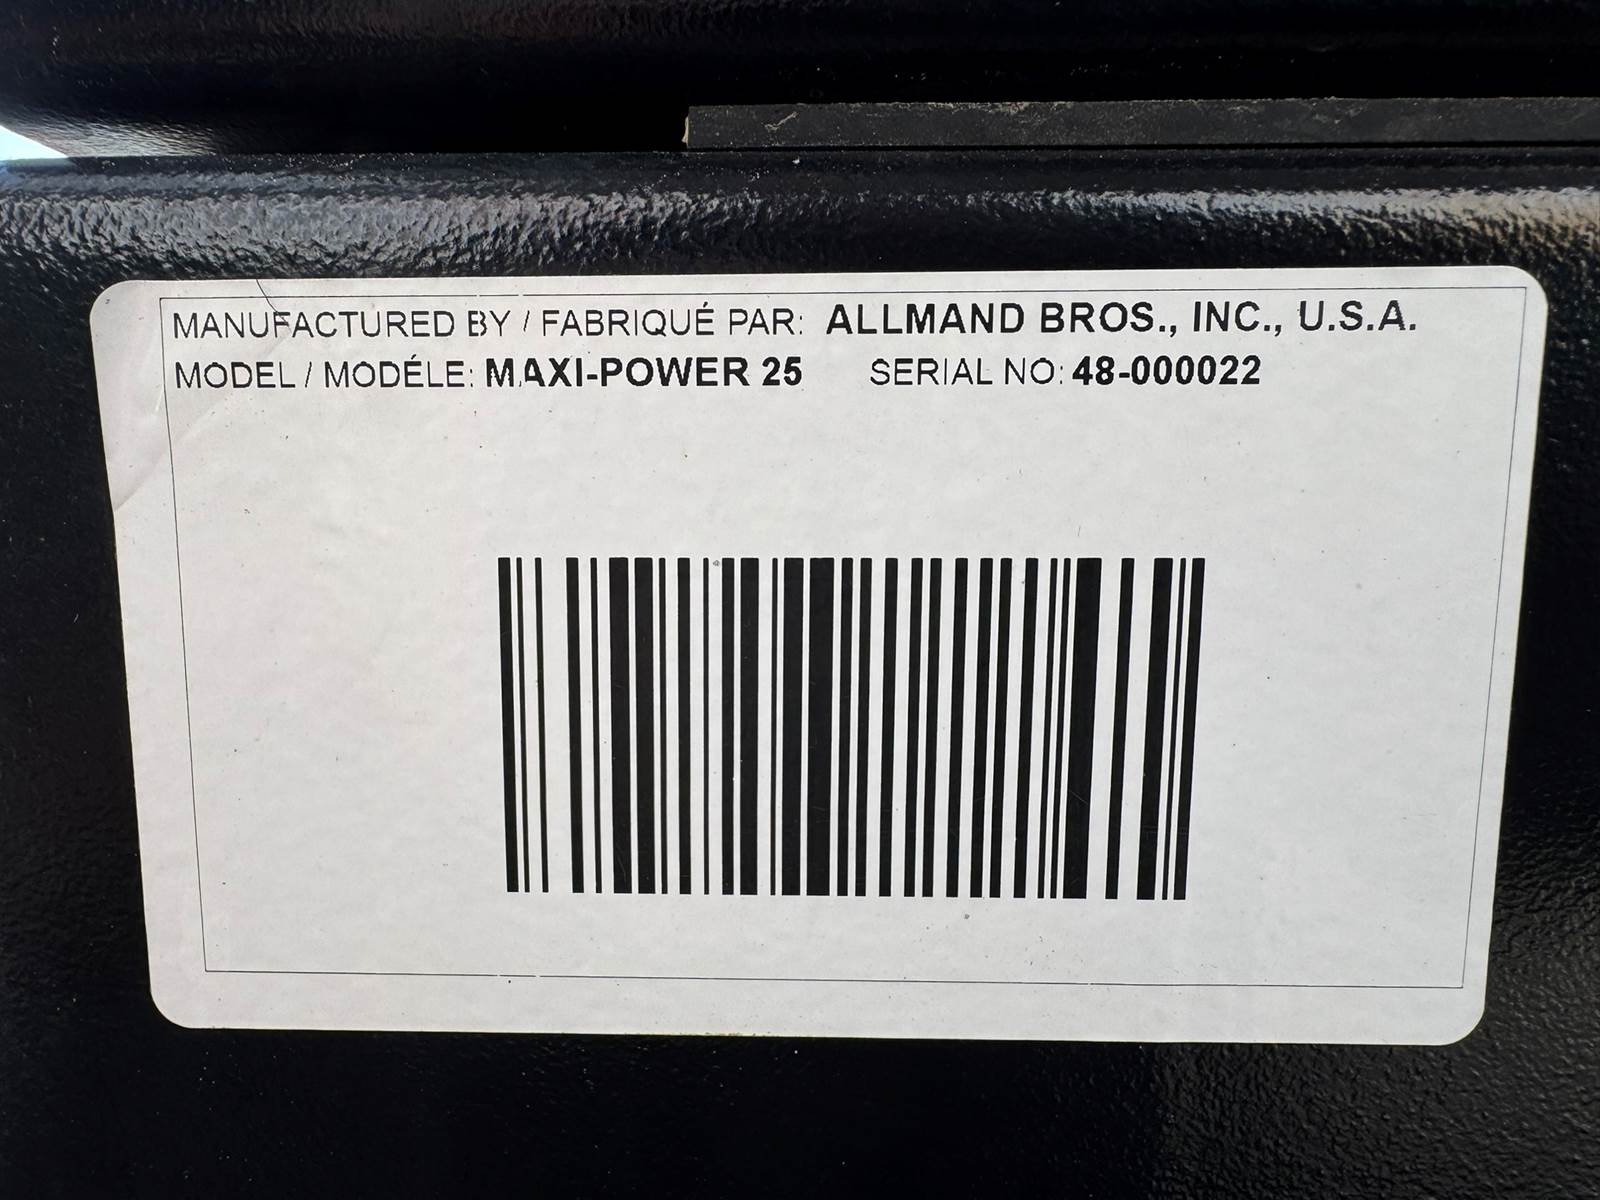 MANUFACTURED BY / FABRIQUÉ PAR: ALLMAND BROS., INC., U.S.A.
MODEL / MODÉLE: MAXI-POWER 25 SERIAL NO: 48-000022